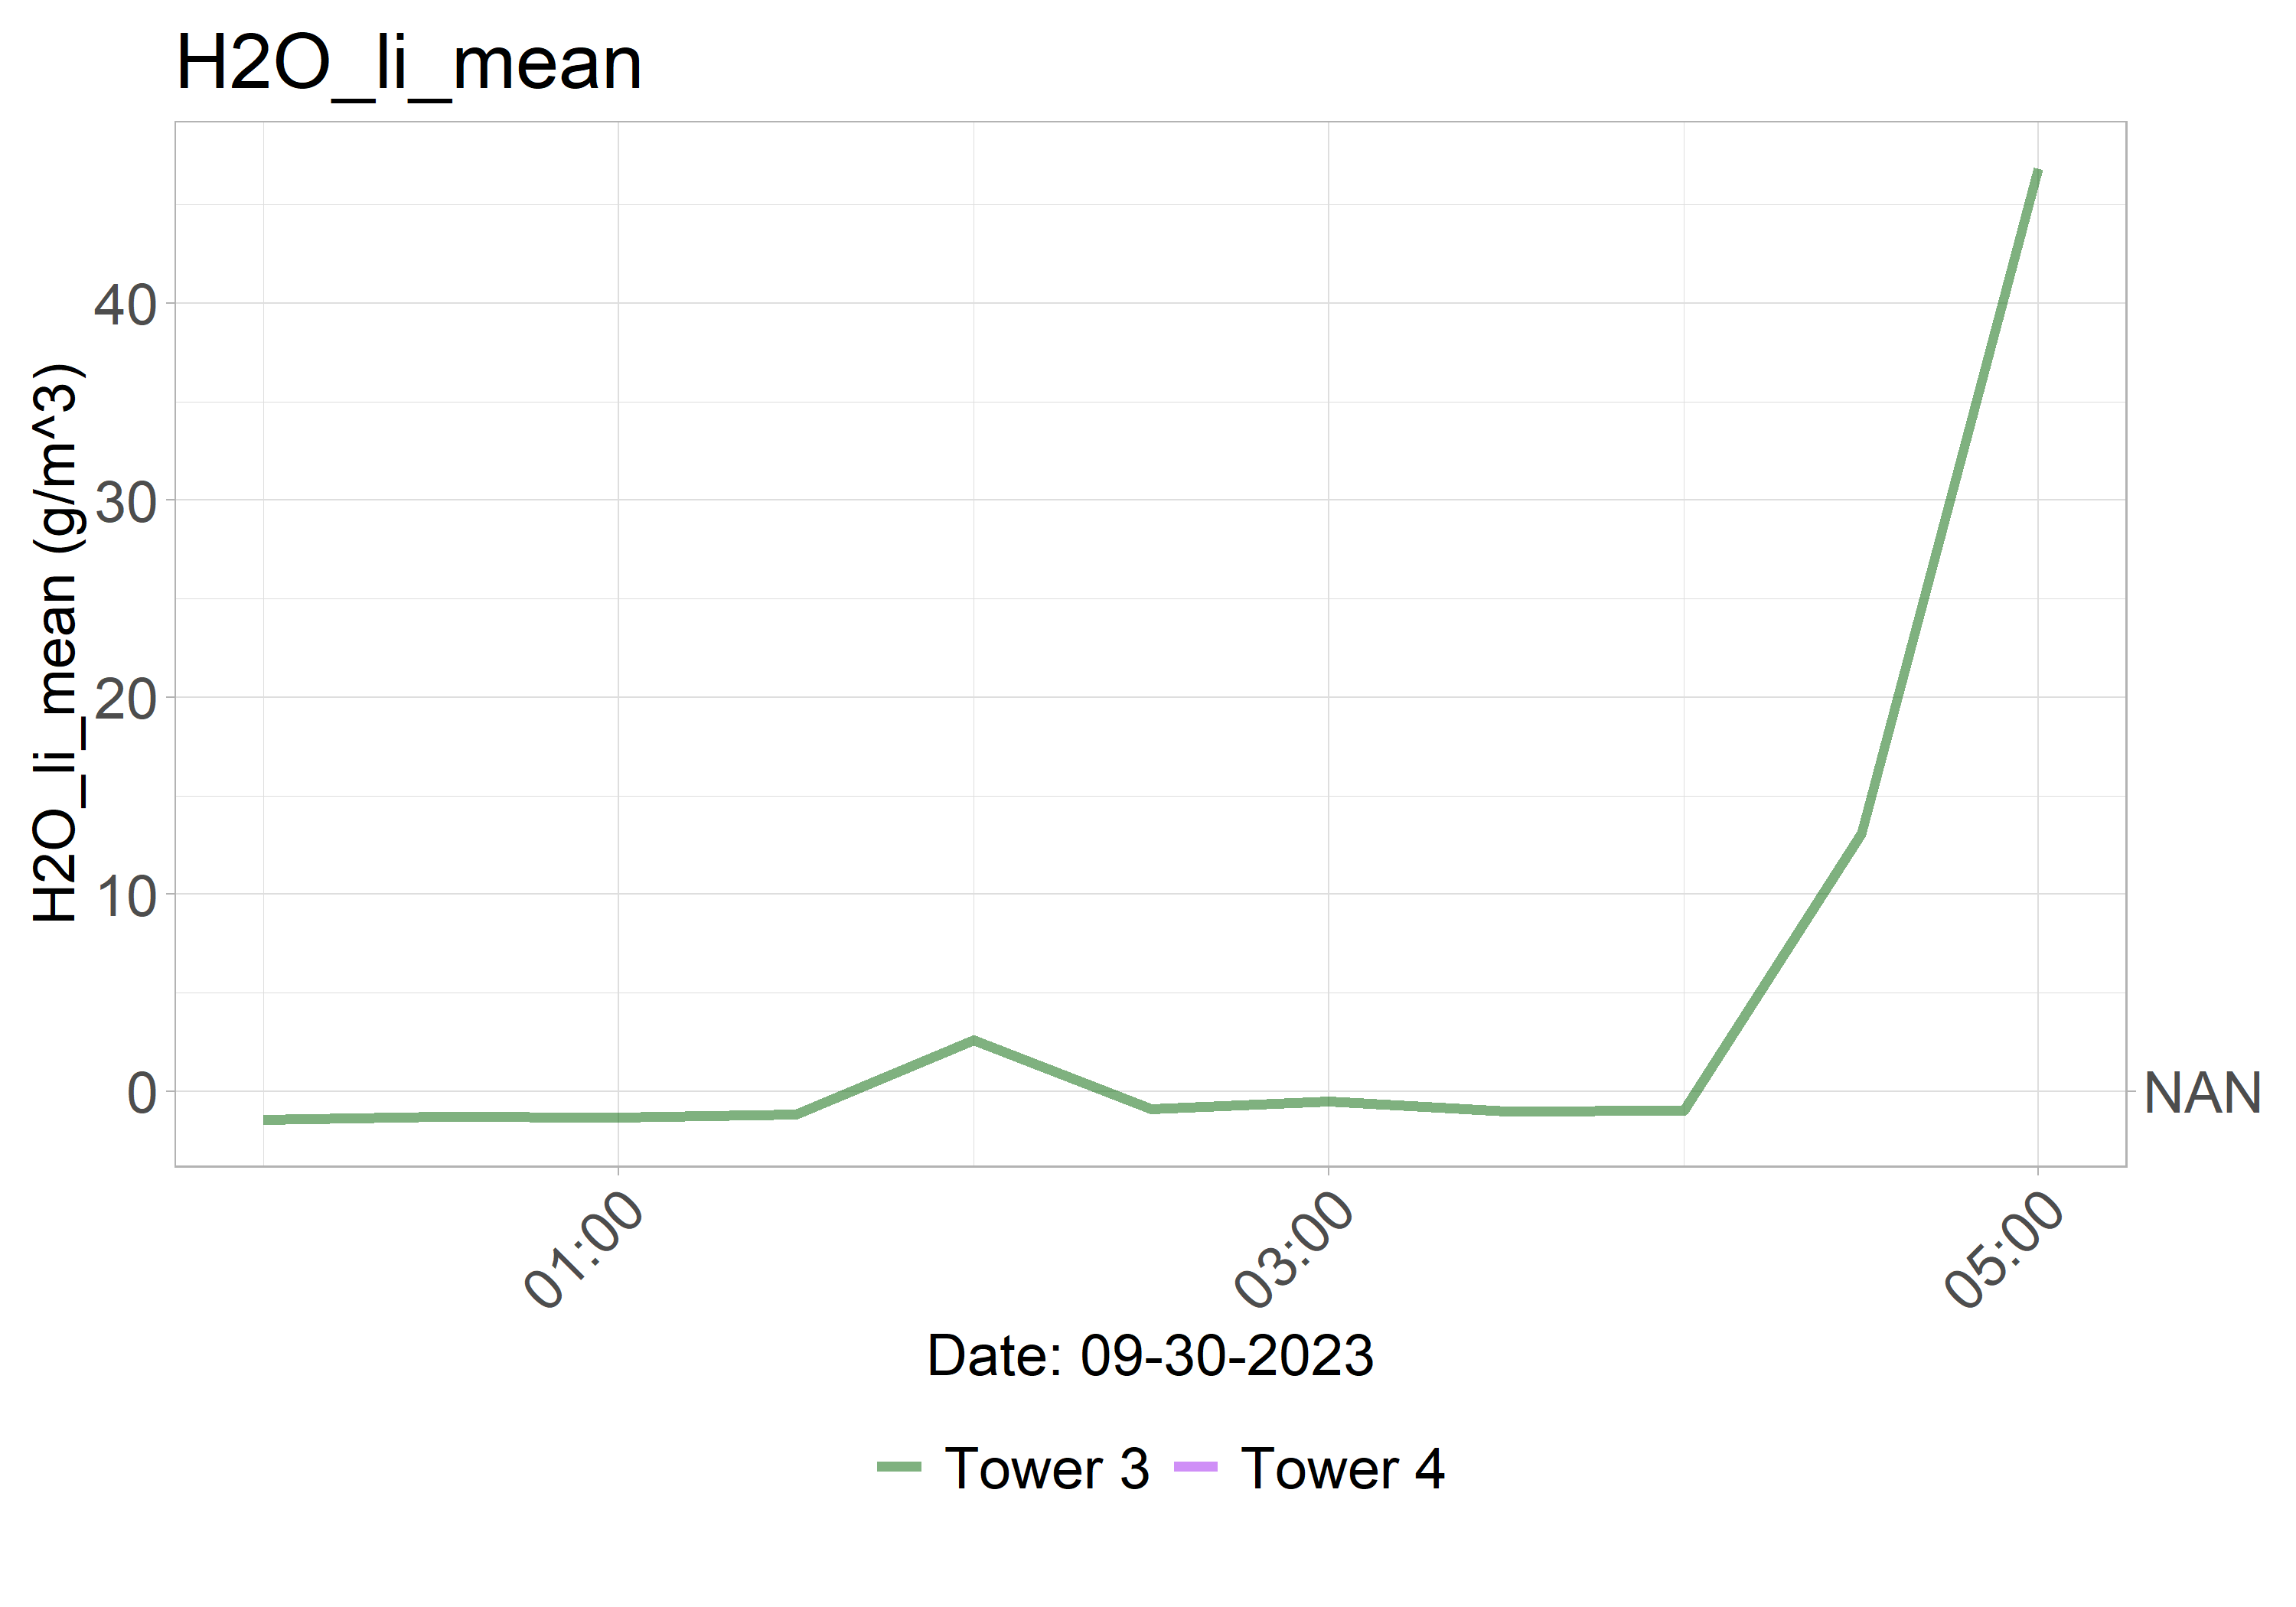 H2O_li_mean
H2O_li_mean (g/m^3)
40
30
20
10
0
NAN
01:00
03:00
05:00
Date: 09-30-2023
Tower 3
Tower 4